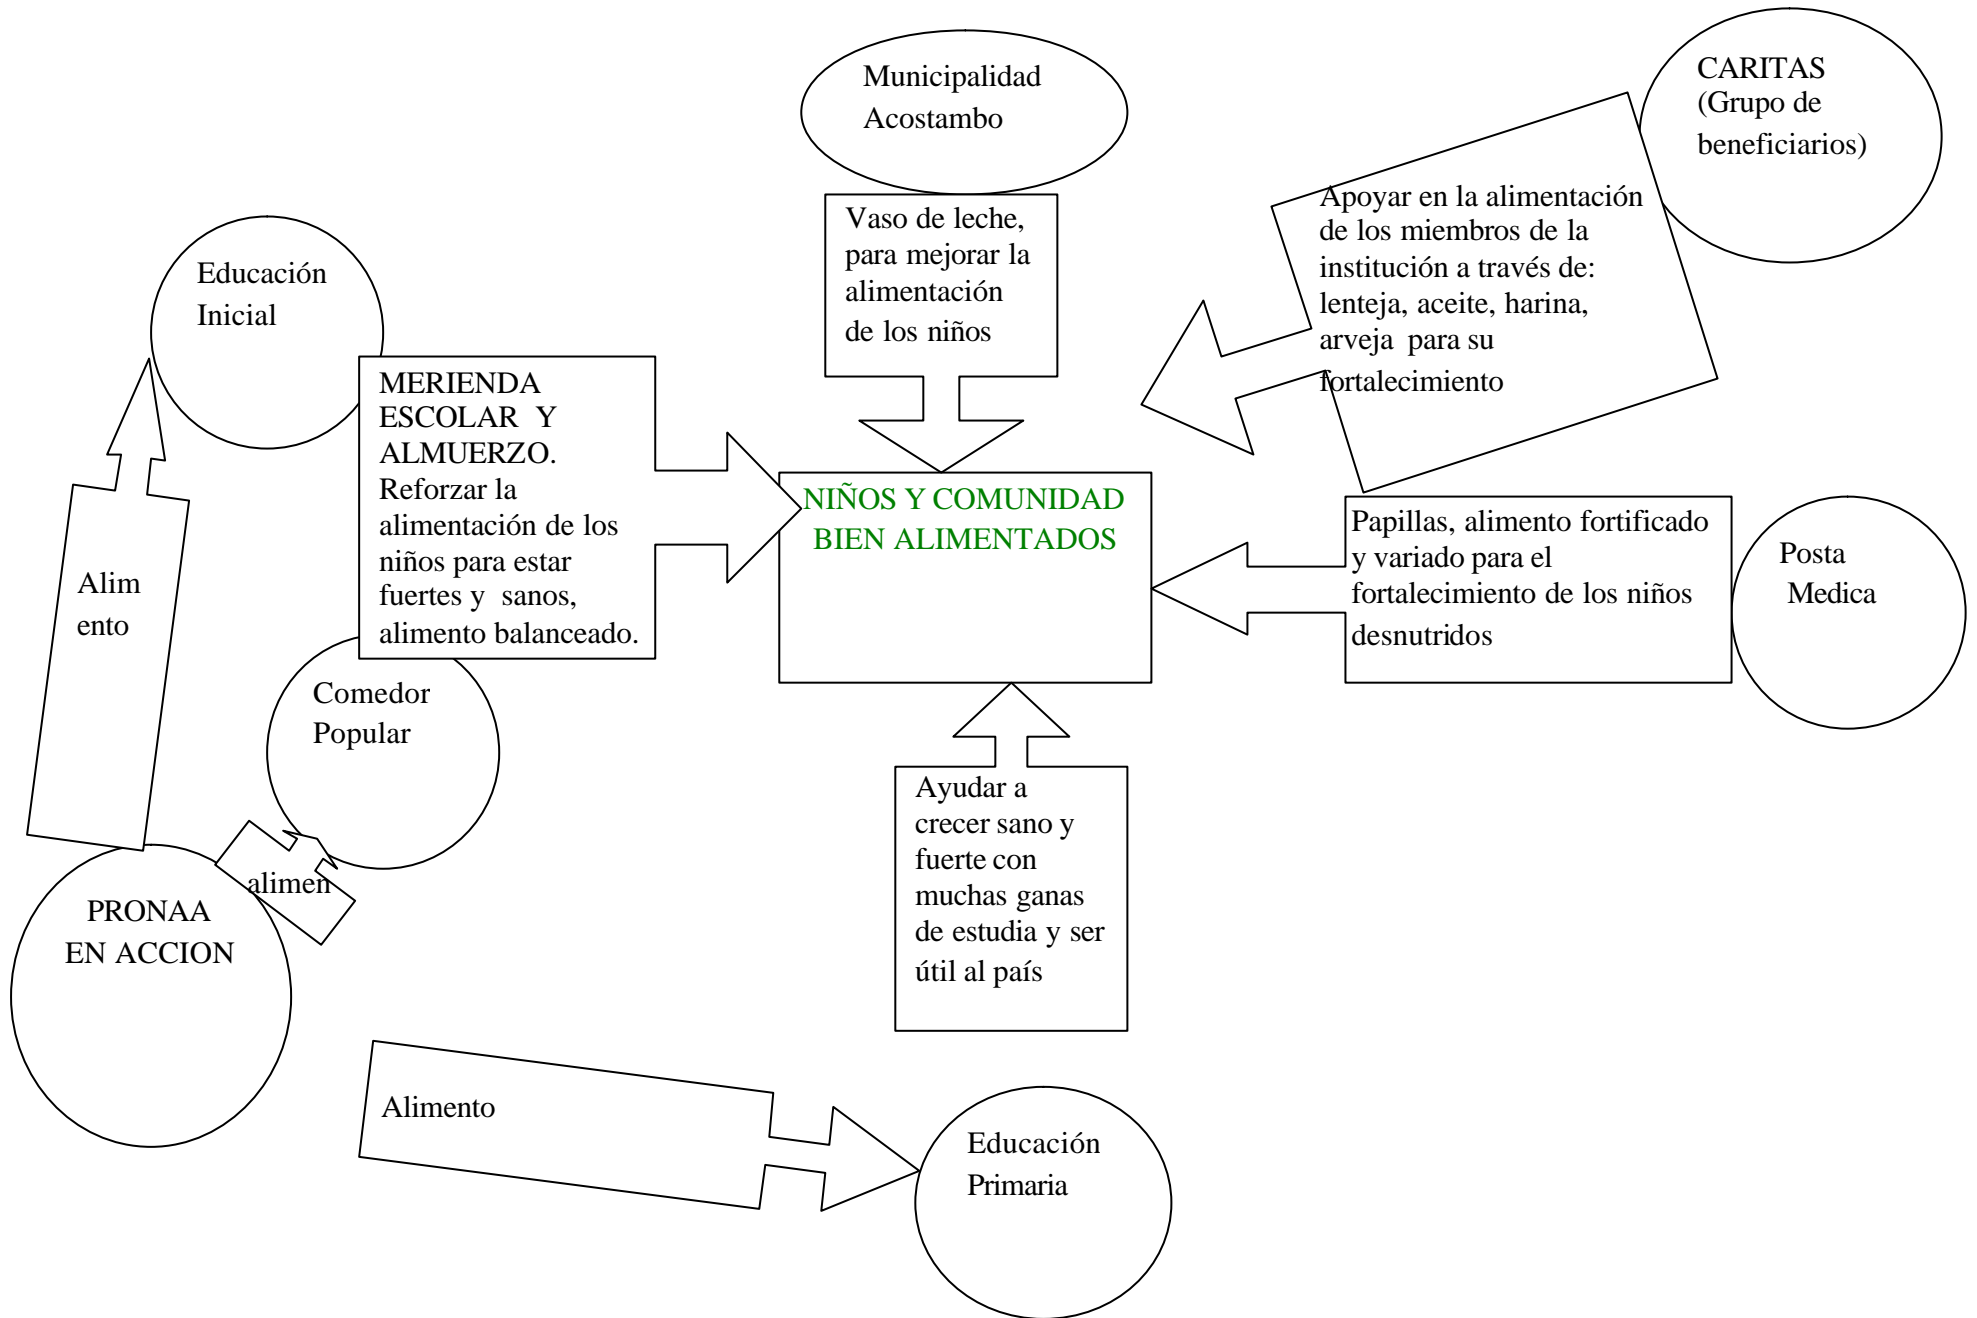 Municipalidad
Acostambo
CARITAS
(Grupo de
beneficiarios)
Vaso de leche,
para mejorar la
alimentación
de los niños
Apoyar en la alimentación
de los miembros de la
institución a través de:
lenteja, aceite, harina,
arveja para su
fortalecimiento
Educación
Inicial
MERIENDA
ESCOLAR Y
ALMUERZO.
Reforzar la
alimentación de los
niños para estar
fuertes y sanos,
alimento balanceado.
NIÑOS Y COMUNIDAD
BIEN ALIMENTADOS
Papillas, alimento fortificado
y variado para el
fortalecimiento de los niños
desnutridos
Posta
Medica
Alim
ento
Comedor
Popular
Ayudar a
crecer sano y
fuerte con
muchas ganas
de estudia y ser
útil al país
alimen
PRONAA
EN ACCION
Alimento
Educación
Primaria